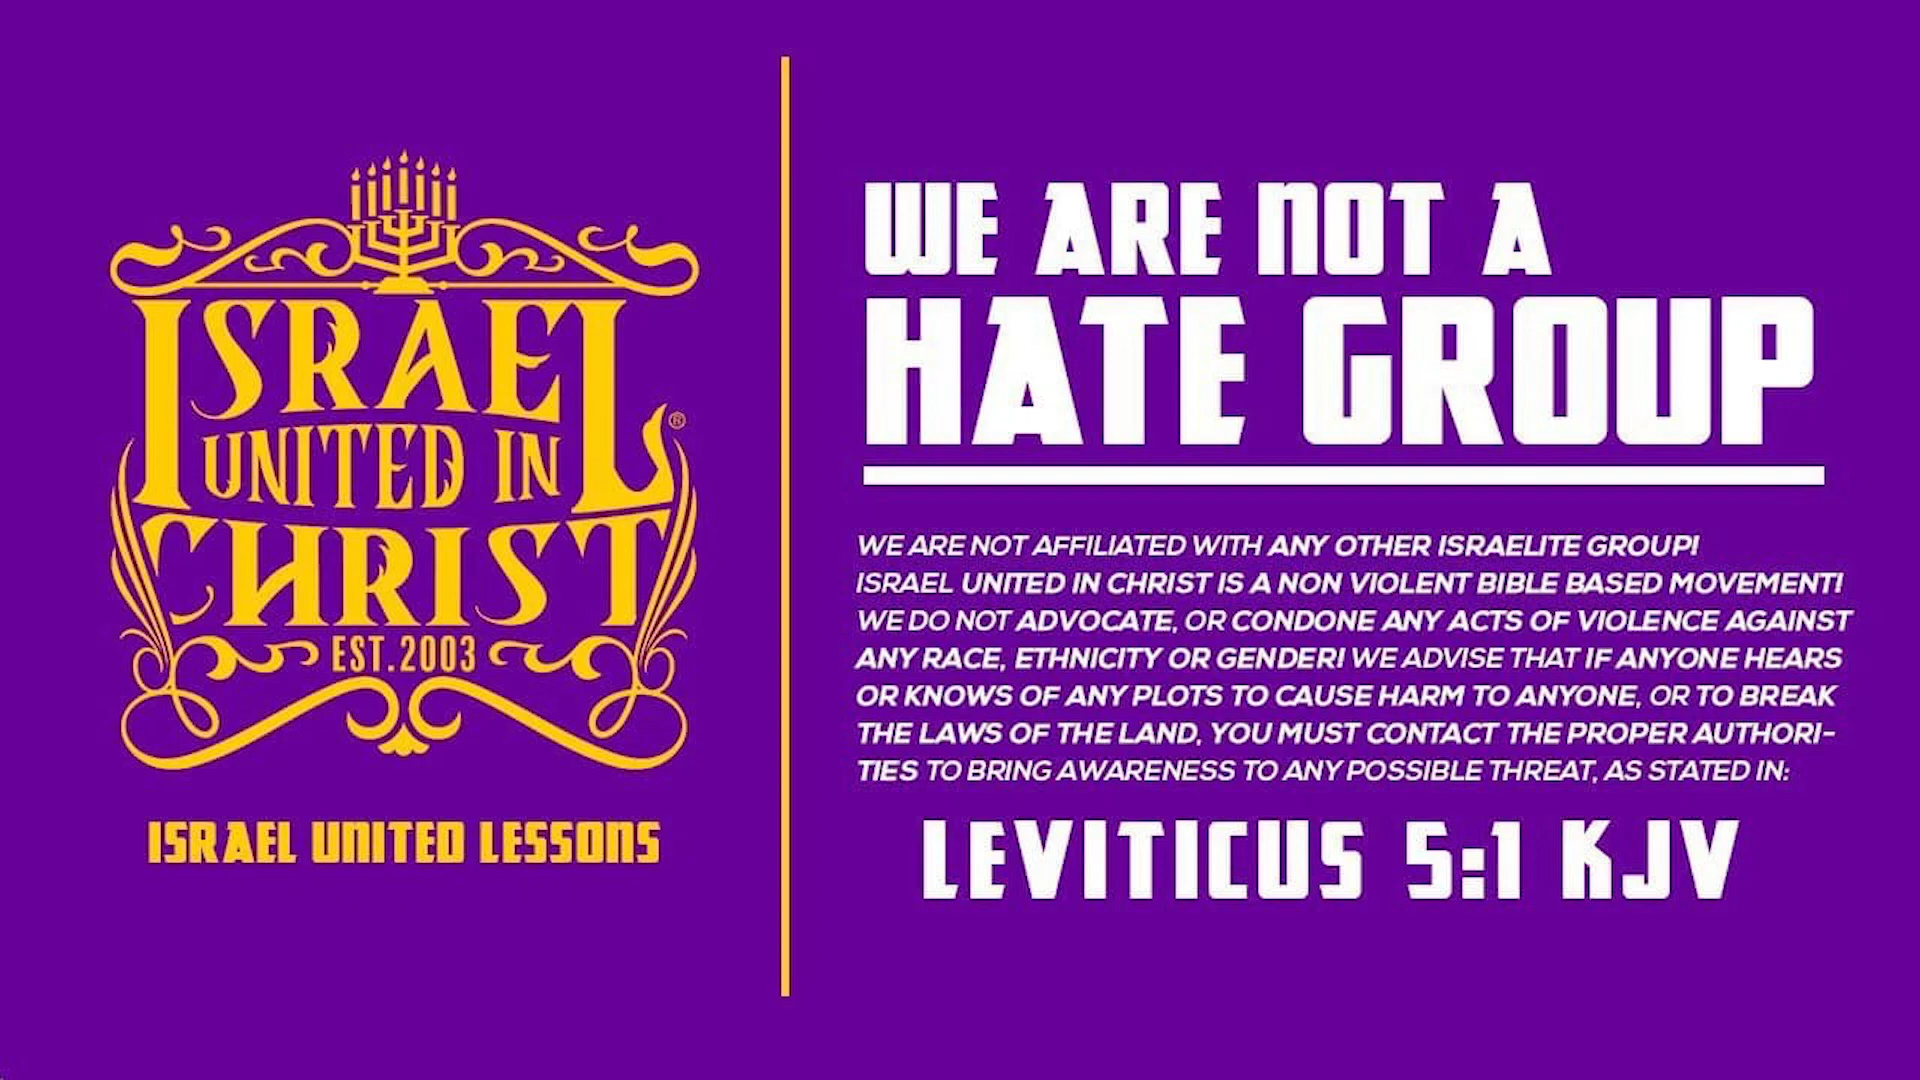 ISRAEL
UNITED IN
CHRIST
®
EST.2003
ISRAEL UNITED LESSONS
WE ARE NOT A
HATE GROUP
WE ARE NOT AFFILIATED WITH ANY OTHER ISRAELITE GROUP!
ISRAEL UNITED IN CHRIST IS A NON VIOLENT BIBLE BASED MOVEMENT!
WE DO NOT ADVOCATE, OR CONDONE ANY ACTS OF VIOLENCE AGAINST
ANY RACE, ETHNICITY OR GENDER! WE ADVISE THAT IF ANYONE HEARS
OR KNOWS OF ANY PLOTS TO CAUSE HARM TO ANYONE, OR TO BREAK
THE LAWS OF THE LAND, YOU MUST CONTACT THE PROPER AUTHORI-
TIES TO BRING AWARENESS TO ANY POSSIBLE THREAT, AS STATED IN:
LEVITICUS 5:1 KJV